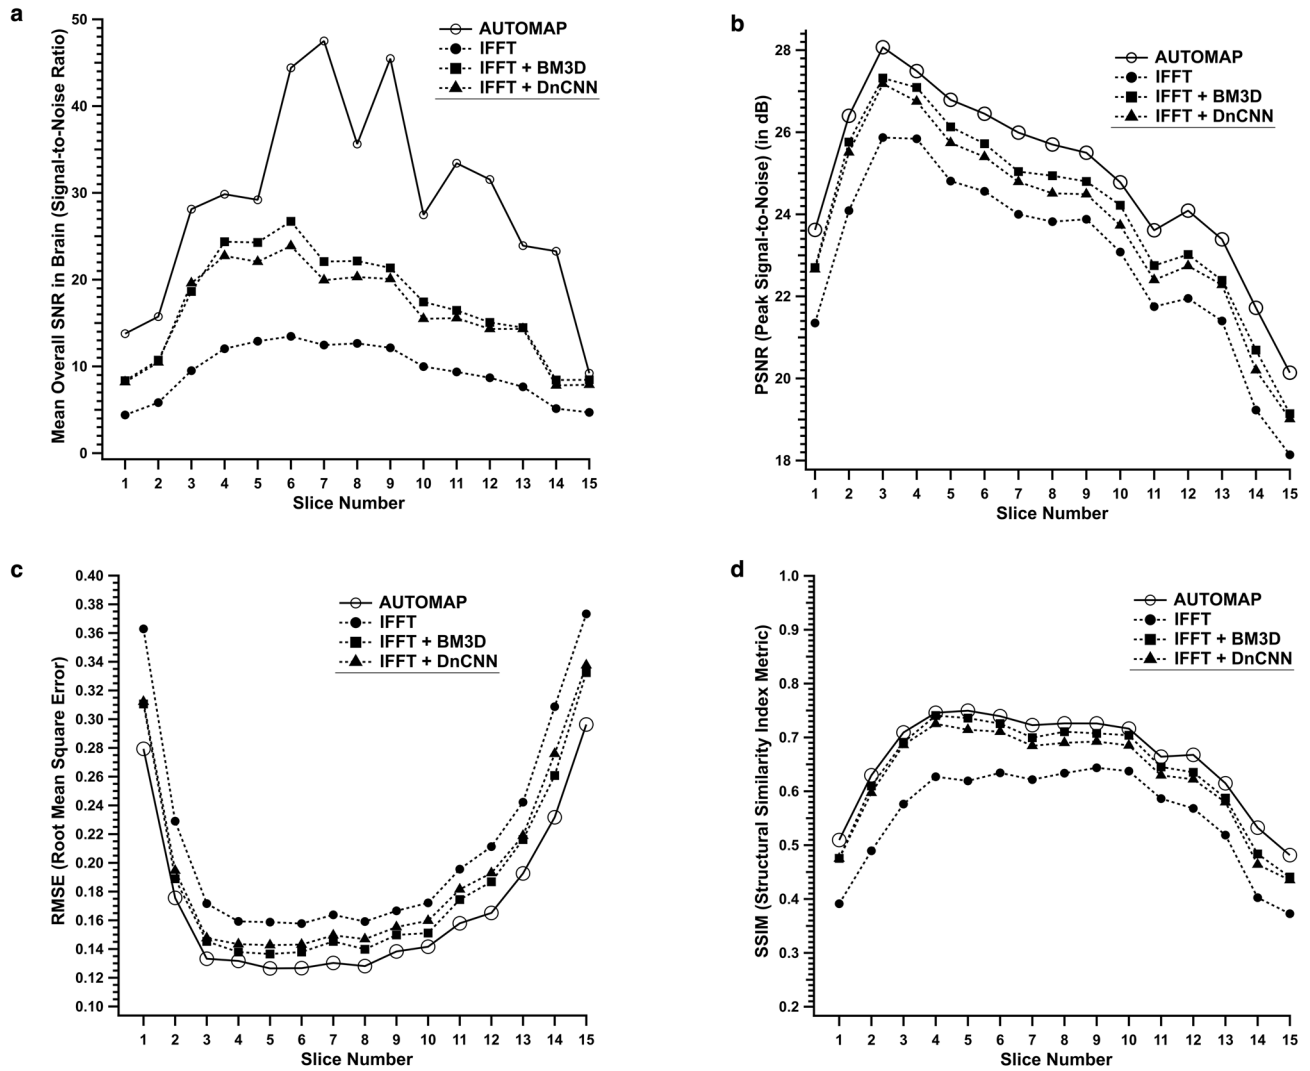 a
Mean Overall SNR in Brain (Signal-to-Noise Ratio)
50
40
30
20
10
0
AUTOMAP
IFFT
IFFT + BM3D
IFFT + DnCNN
1 2 3 4 5 6 7 8 9 10 11 12 13 14 15
Slice Number
b
PSNR (Peak Signal-to-Noise) (in dB)
28
26
24
22
20
18
AUTOMAP
IFFT
IFFT + BM3D
IFFT + DnCNN
1 2 3 4 5 6 7 8 9 10 11 12 13 14 15
Slice Number
c
RMSE (Root Mean Square Error)
0.40
0.38
0.36
0.34
0.32
0.30
0.28
0.26
0.24
0.22
0.20
0.18
0.16
0.14
0.12
0.10
AUTOMAP
IFFT
IFFT + BM3D
IFFT + DnCNN
1 2 3 4 5 6 7 8 9 10 11 12 13 14 15
Slice Number
d
SSIM (Structural Similarity Index Metric)
1.0
0.9
0.8
0.7
0.6
0.5
0.4
0.3
0.2
AUTOMAP
IFFT
IFFT + BM3D
IFFT + DnCNN
1 2 3 4 5 6 7 8 9 10 11 12 13 14 15
Slice Number